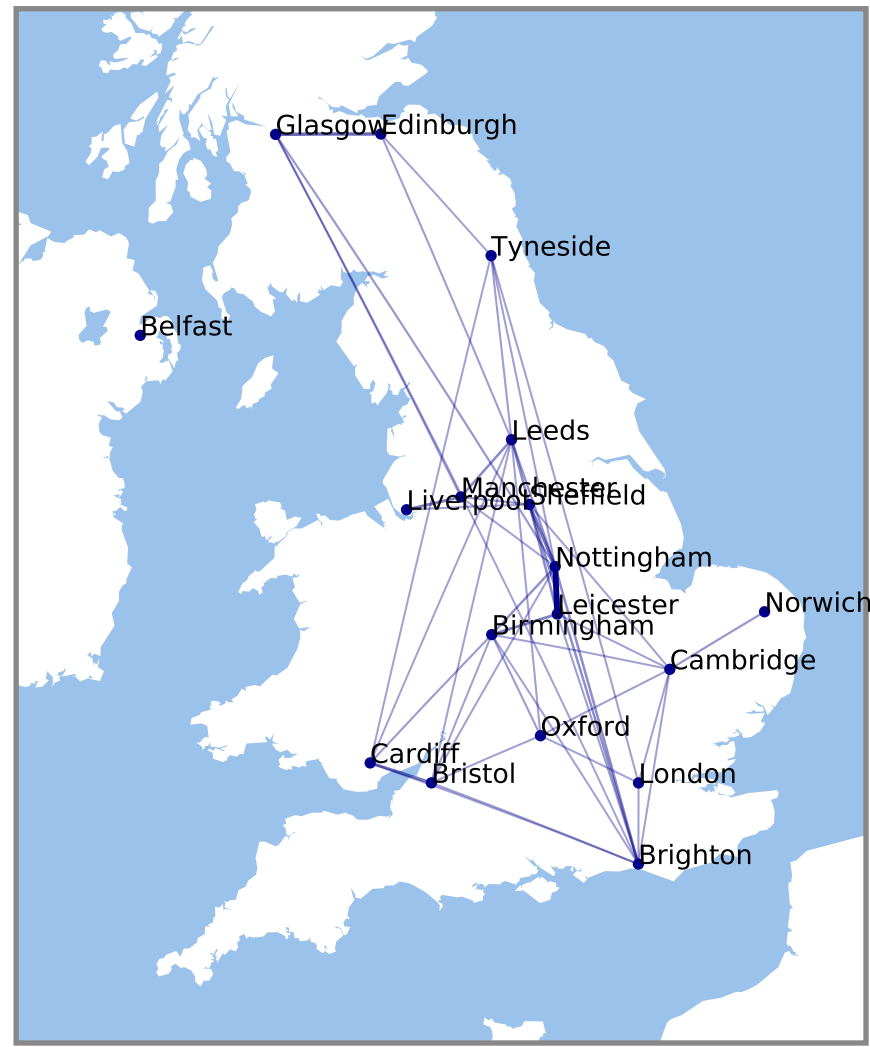 Glasgow
Edinburgh
Tyneside
Belfast
Leeds
Manchester
Liverpool
Sheffield
Nottingham
Norwich
Leicester
Birmingham
Cambridge
Oxford
Cardiff
Bristol
London
Brighton